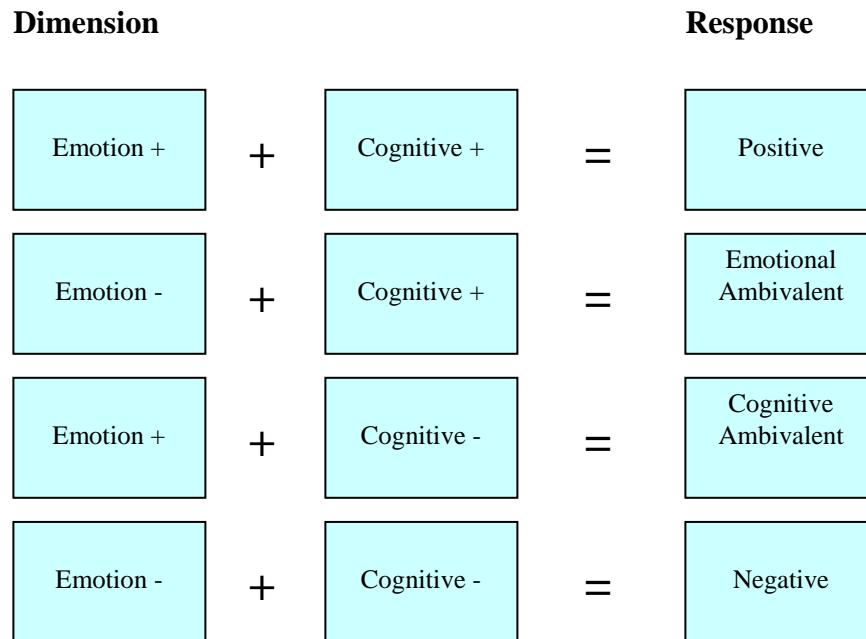 Dimension Response
Emotion + + Cognitive + = Positive
Emotion - + Cognitive + = Emotional
Ambivalent
Emotion + + Cognitive - = Cognitive
Ambivalent
Emotion - + Cognitive - = Negative